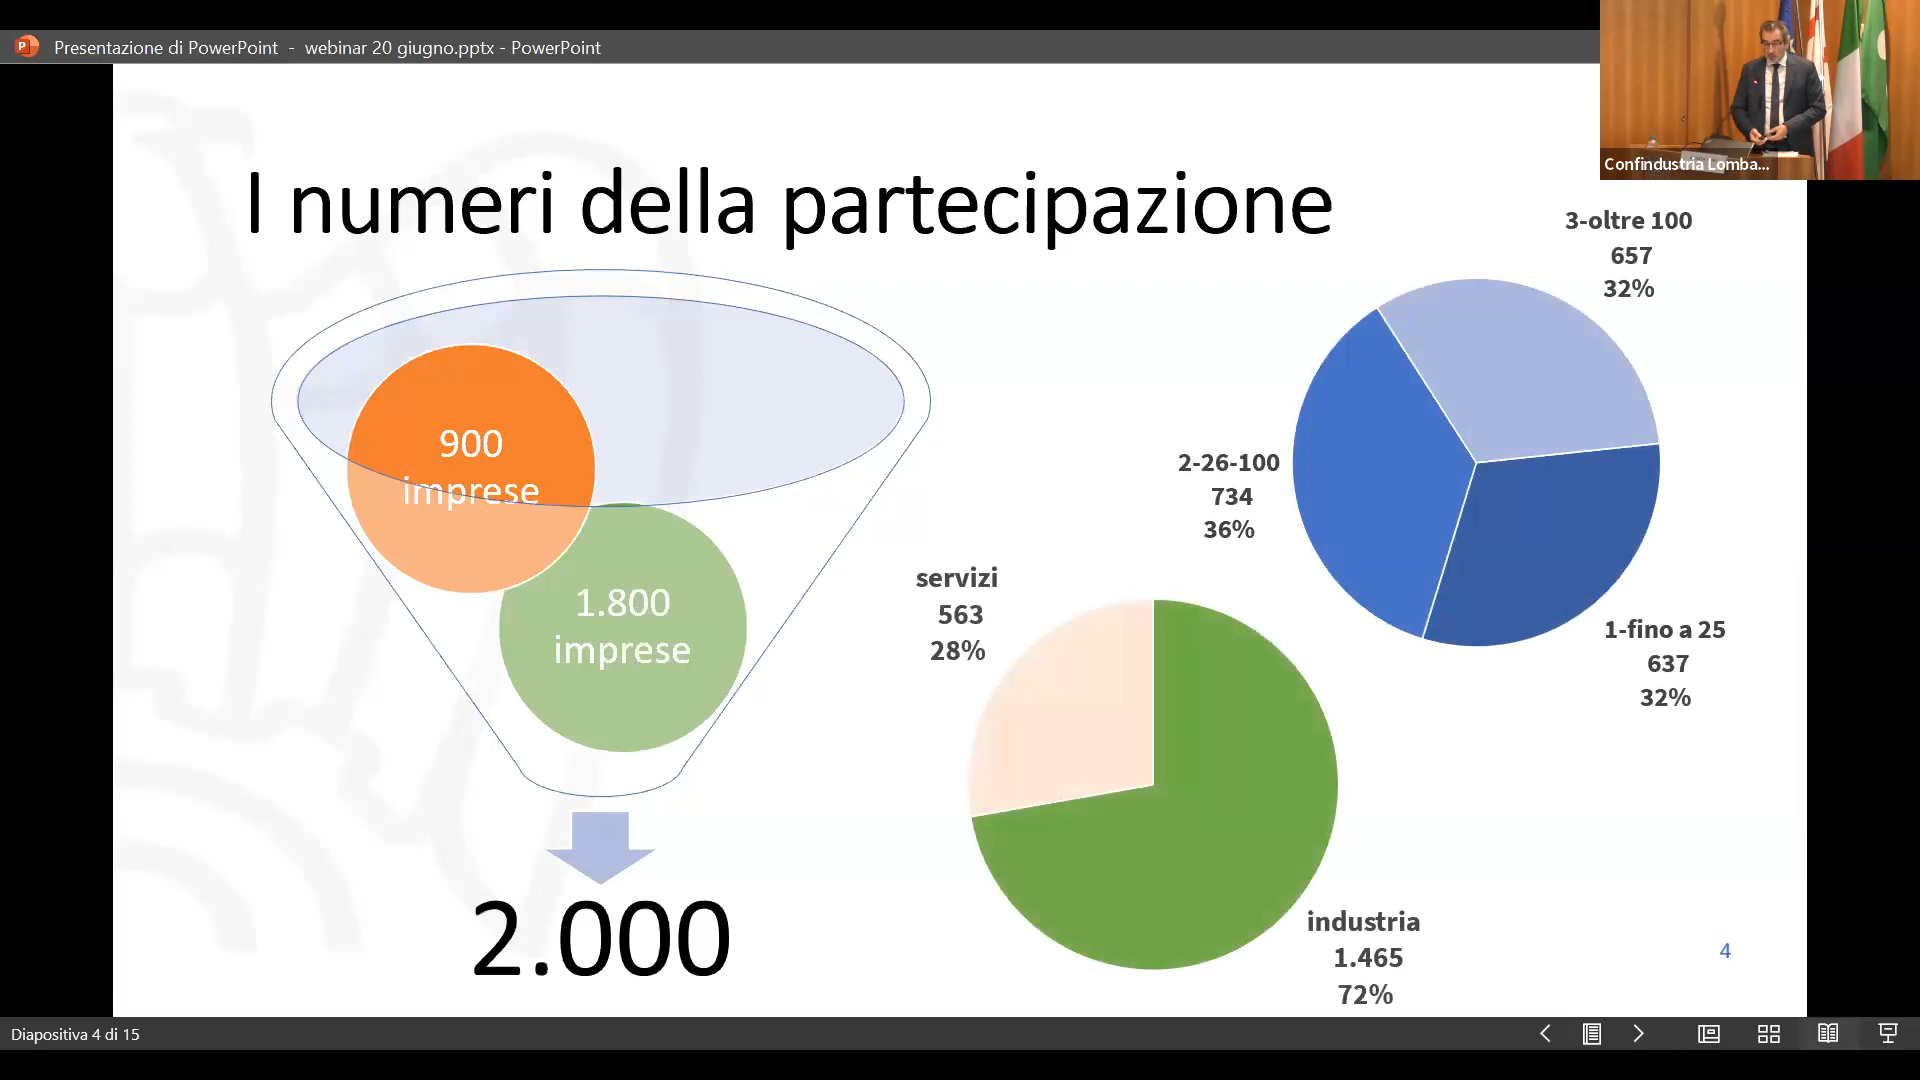 Presentazione di PowerPoint - webinar 20 giugno.pptx - PowerPoint
Confindustria Lomba...
I numeri della partecipazione
900
imprese
1.800
imprese
2.000
3-oltre 100
657
32%
2-26-100
734
36%
1-fino a 25
637
32%
servizi
563
28%
industria
1.465
72%
4
Diapositiva 4 di 15